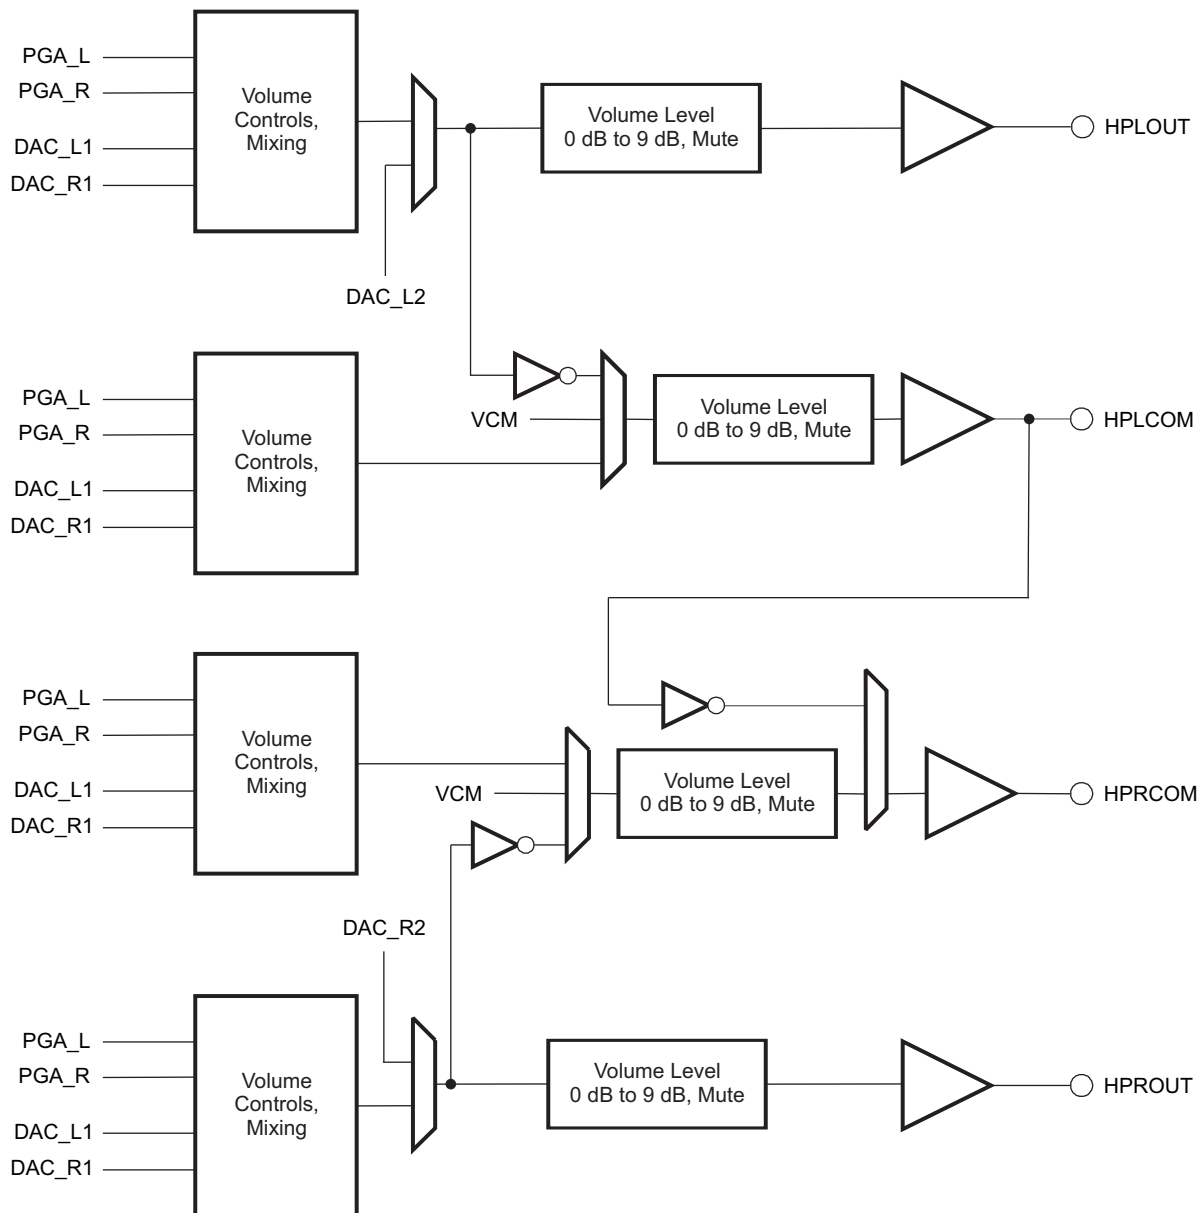 PGA_L
PGA_R
DAC_L1
DAC_R1
Volume
Controls,
Mixing
DAC_L2
Volume Level
0 dB to 9 dB, Mute
HPLOUT
PGA_L
PGA_R
DAC_L1
DAC_R1
Volume
Controls,
Mixing
VCM
Volume Level
0 dB to 9 dB, Mute
HPLCOM
PGA_L
PGA_R
DAC_L1
DAC_R1
Volume
Controls,
Mixing
VCM
Volume Level
0 dB to 9 dB, Mute
HPRCOM
DAC_R2
PGA_L
PGA_R
DAC_L1
DAC_R1
Volume
Controls,
Mixing
Volume Level
0 dB to 9 dB, Mute
HPROUT